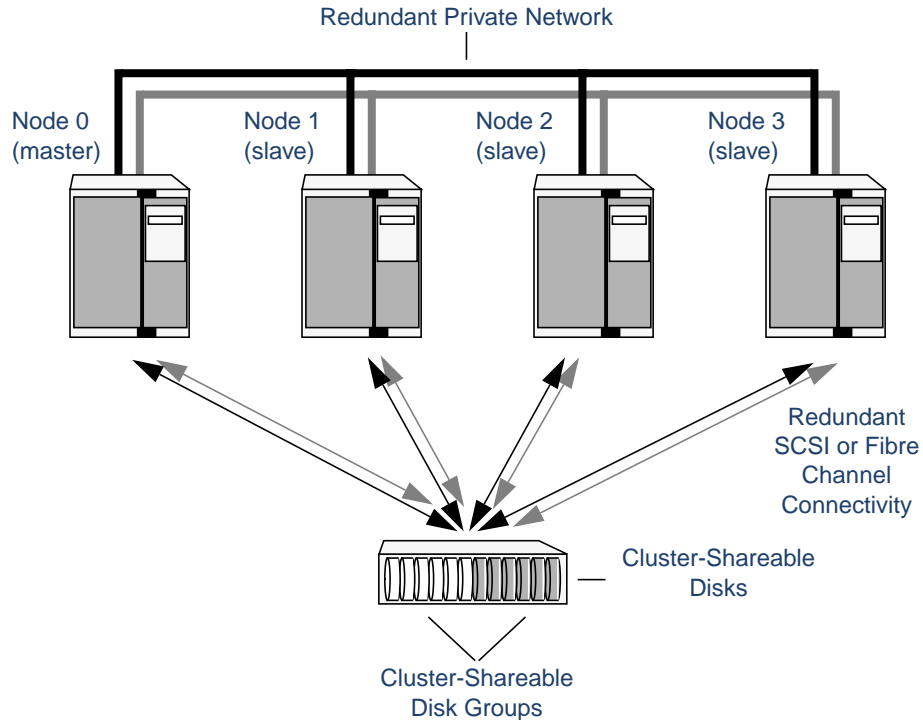 Redundant Private Network
Node 0
(master)
Node 1
(slave)
Node 2
(slave)
Node 3
(slave)
Redundant
SCSI or Fibre
Channel
Connectivity
Cluster-Shareable
Disks
Cluster-Shareable
Disk Groups